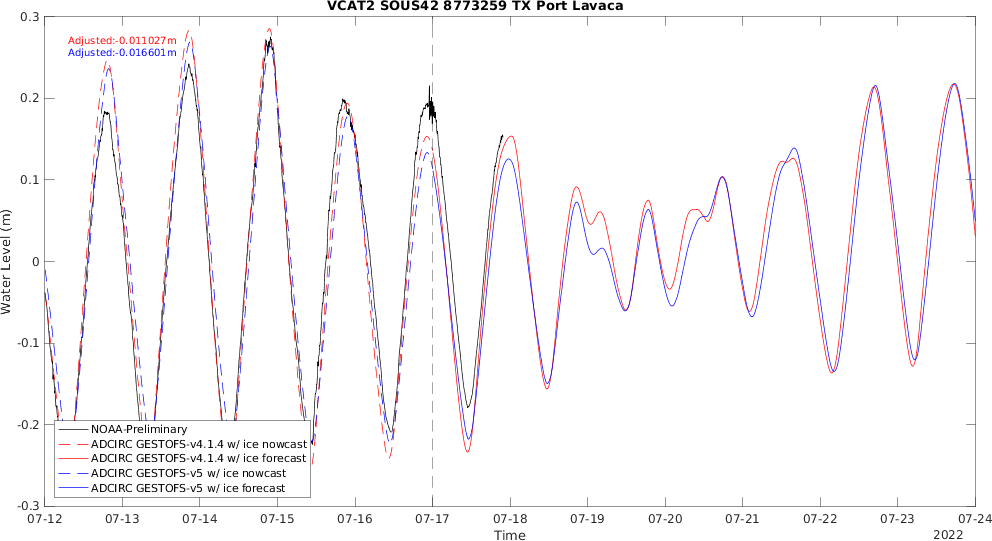 VCAT2 SOUS42 8773259 TX Port Lavaca
Adjusted:-0.011027m
Adjusted:-0.016601m
Water Level (m)
0.3
0.2
0.1
0
-0.1
-0.2
-0.3
NOAA-Preliminary
ADCIRC GESTOFS-v4.1.4 w/ ice nowcast
ADCIRC GESTOFS-v4.1.4 w/ ice forecast
ADCIRC GESTOFS-v5 w/ ice nowcast
ADCIRC GESTOFS-v5 w/ ice forecast
07-12 07-13 07-14 07-15 07-16 07-17 07-18 07-19 07-20 07-21 07-22 07-23 07-24
Time
2022